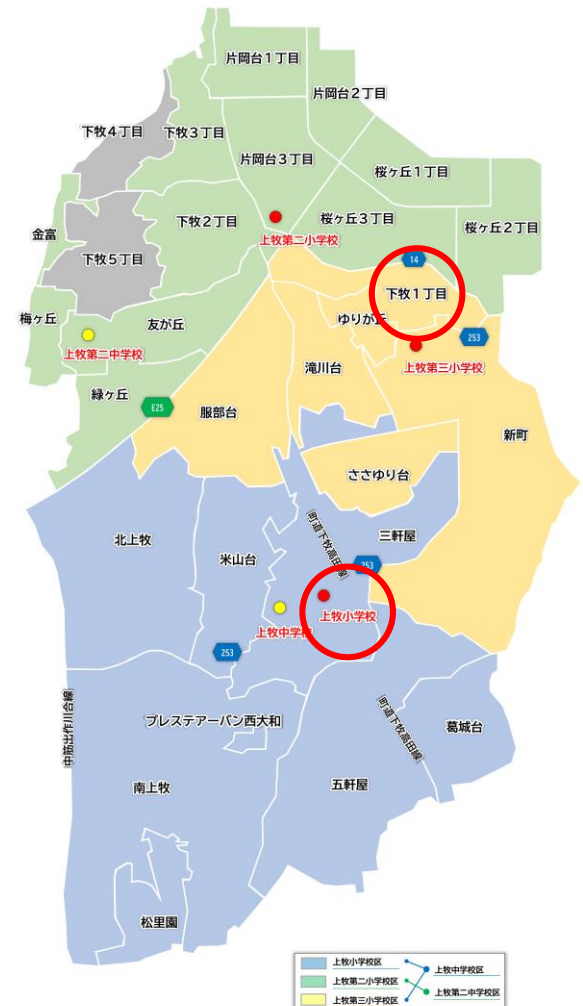 片岡台1丁目
片岡台2丁目
下牧4丁目
下牧3丁目
片岡台3丁目
桜ヶ丘1丁目
下牧2丁目
桜ヶ丘3丁目
桜ヶ丘2丁目
金富
上牧第二小学校
下牧5丁目
14
下牧1丁目
梅ヶ丘
友が丘
ゆりが丘
253
上牧第二中学校
滝川台
上牧第三小学校
緑ヶ丘
E25
服部台
新町
ささゆり台
町道下牧高田線
北上牧
三軒屋
米山台
253
上牧小学校
上牧中学校
253
中筋出作川合線
プレステアーバン西大和
町道下牧高田線
葛城台
南上牧
五軒屋
松里園
上牧小学校区
上牧中学校区
上牧第二小学校区
上牧第二中学校区
上牧第三小学校区